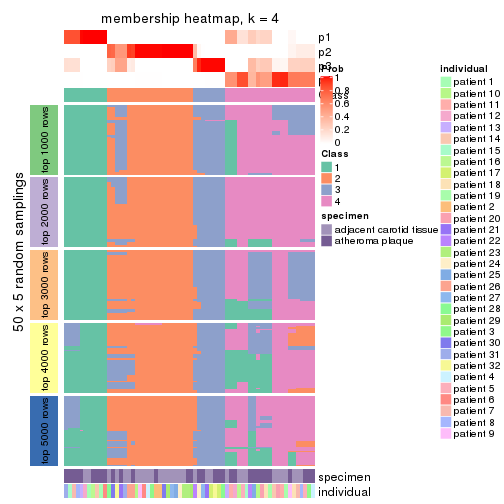 membership heatmap, k = 4
p1
p2
p3
Prob
1
0.8
0.6
0.4
0.2
0
Class
1
2
3
4
specimen
adjacent carotid tissue
atheroma plaque
individual
patient 1
patient 10
patient 11
patient 12
patient 13
patient 14
patient 15
patient 16
patient 17
patient 18
patient 19
patient 2
patient 20
patient 21
patient 22
patient 23
patient 24
patient 25
patient 26
patient 27
patient 28
patient 29
patient 3
patient 30
patient 31
patient 32
patient 4
patient 5
patient 6
patient 7
patient 8
patient 9
50 x 5 random samplings
top 1000 rows
top 2000 rows
top 3000 rows
top 4000 rows
top 5000 rows
specimen
individual